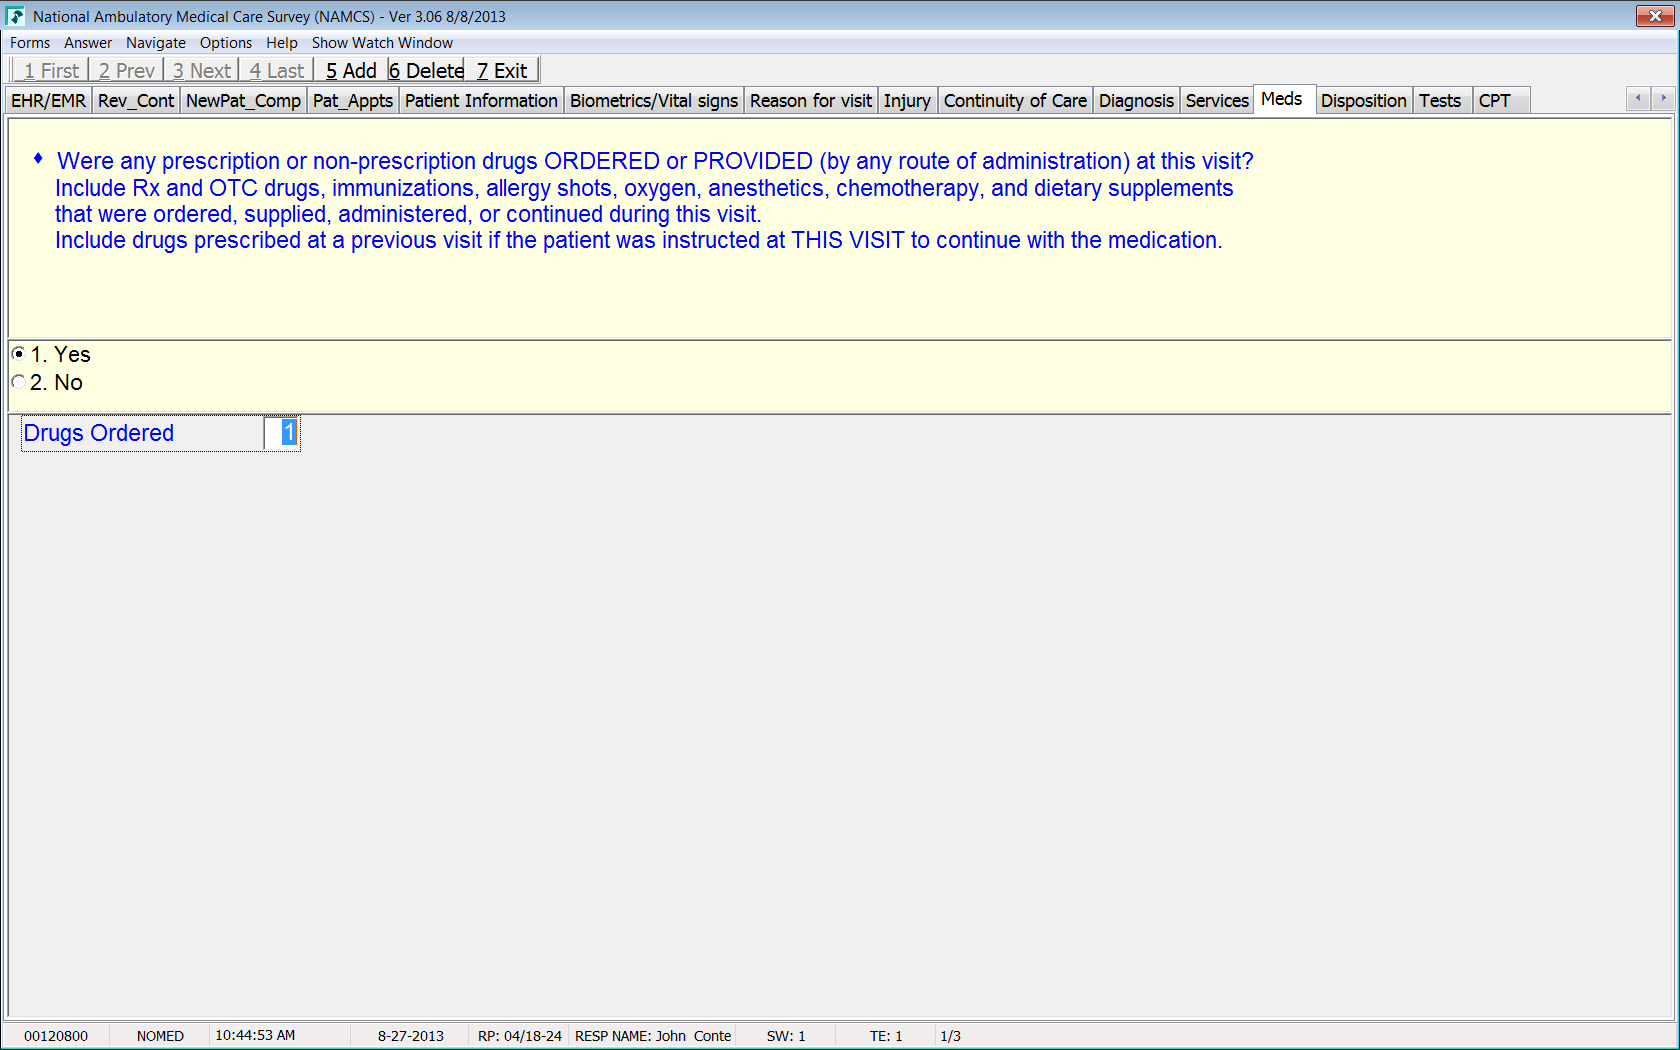 National Ambulatory Medical Care Survey (NAMCS) - Ver 3.06 8/8/2013
Forms Answer Navigate Options Help Show Watch Window
1 First 2 Prev 3 Next 4 Last 5 Add 6 Delete 7 Exit
EHR/EMR Rev_Cont NewPat_Comp Pat_Appts Patient Information Biometrics/Vital signs Reason for visit Injury Continuity of Care Diagnosis Services Meds Disposition Tests CPT
♦ Were any prescription or non-prescription drugs ORDERED or PROVIDED (by any route of administration) at this visit?
Include Rx and OTC drugs, immunizations, allergy shots, oxygen, anesthetics, chemotherapy, and dietary supplements
that were ordered, supplied, administered, or continued during this visit.
Include drugs prescribed at a previous visit if the patient was instructed at THIS VISIT to continue with the medication.
1. Yes
2. No
Drugs Ordered 1
00120800 NOMED 10:44:53 AM 8-27-2013 RP: 04/18-24 RESP NAME: John Conte SW: 1 TE: 1 1/3